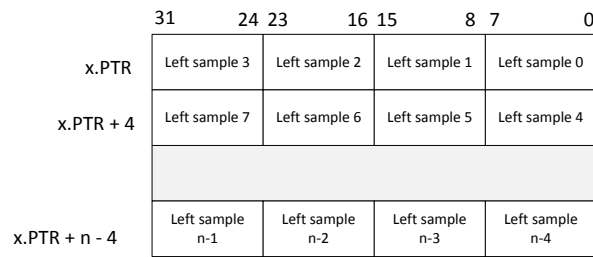 31 24 23 16 15 8 7 0
x.PTR Left sample 3 Left sample 2 Left sample 1 Left sample 0
x.PTR + 4 Left sample 7 Left sample 6 Left sample 5 Left sample 4
Left sample Left sample Left sample Left sample
x.PTR + n - 4 n-1 n-2 n-3 n-4